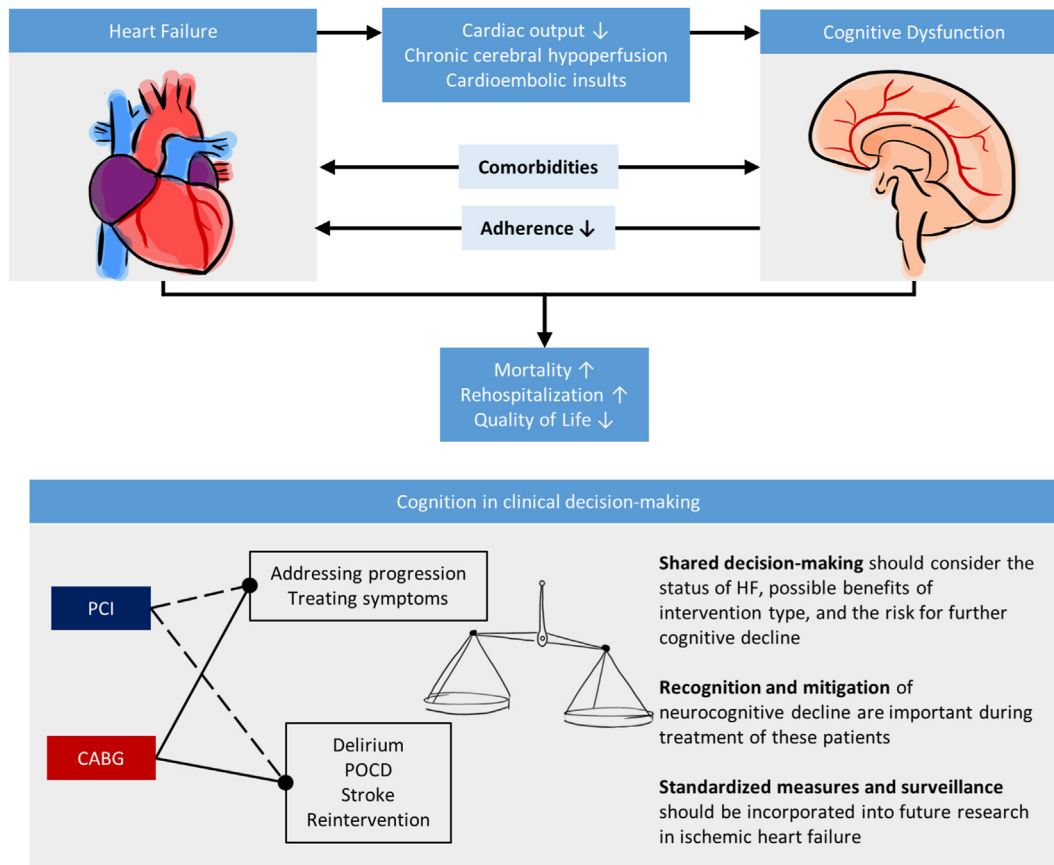 Heart Failure
Cardiac output ↓
Chronic cerebral hypoperfusion
Cardioembolic insults
Cognitive Dysfunction
Comorbidities
Adherence ↓
Mortality ↑
Rehospitalization ↑
Quality of Life ↓
Cognition in clinical decision-making
PCI
CABG
Addressing progression
Treating symptoms
Delirium
POCD
Stroke
Reintervention
Shared decision-making should consider the
status of HF, possible benefits of
intervention type, and the risk for further
cognitive decline
Recognition and mitigation of
neurocognitive decline are important during
treatment of these patients
Standardized measures and surveillance
should be incorporated into future research
in ischemic heart failure